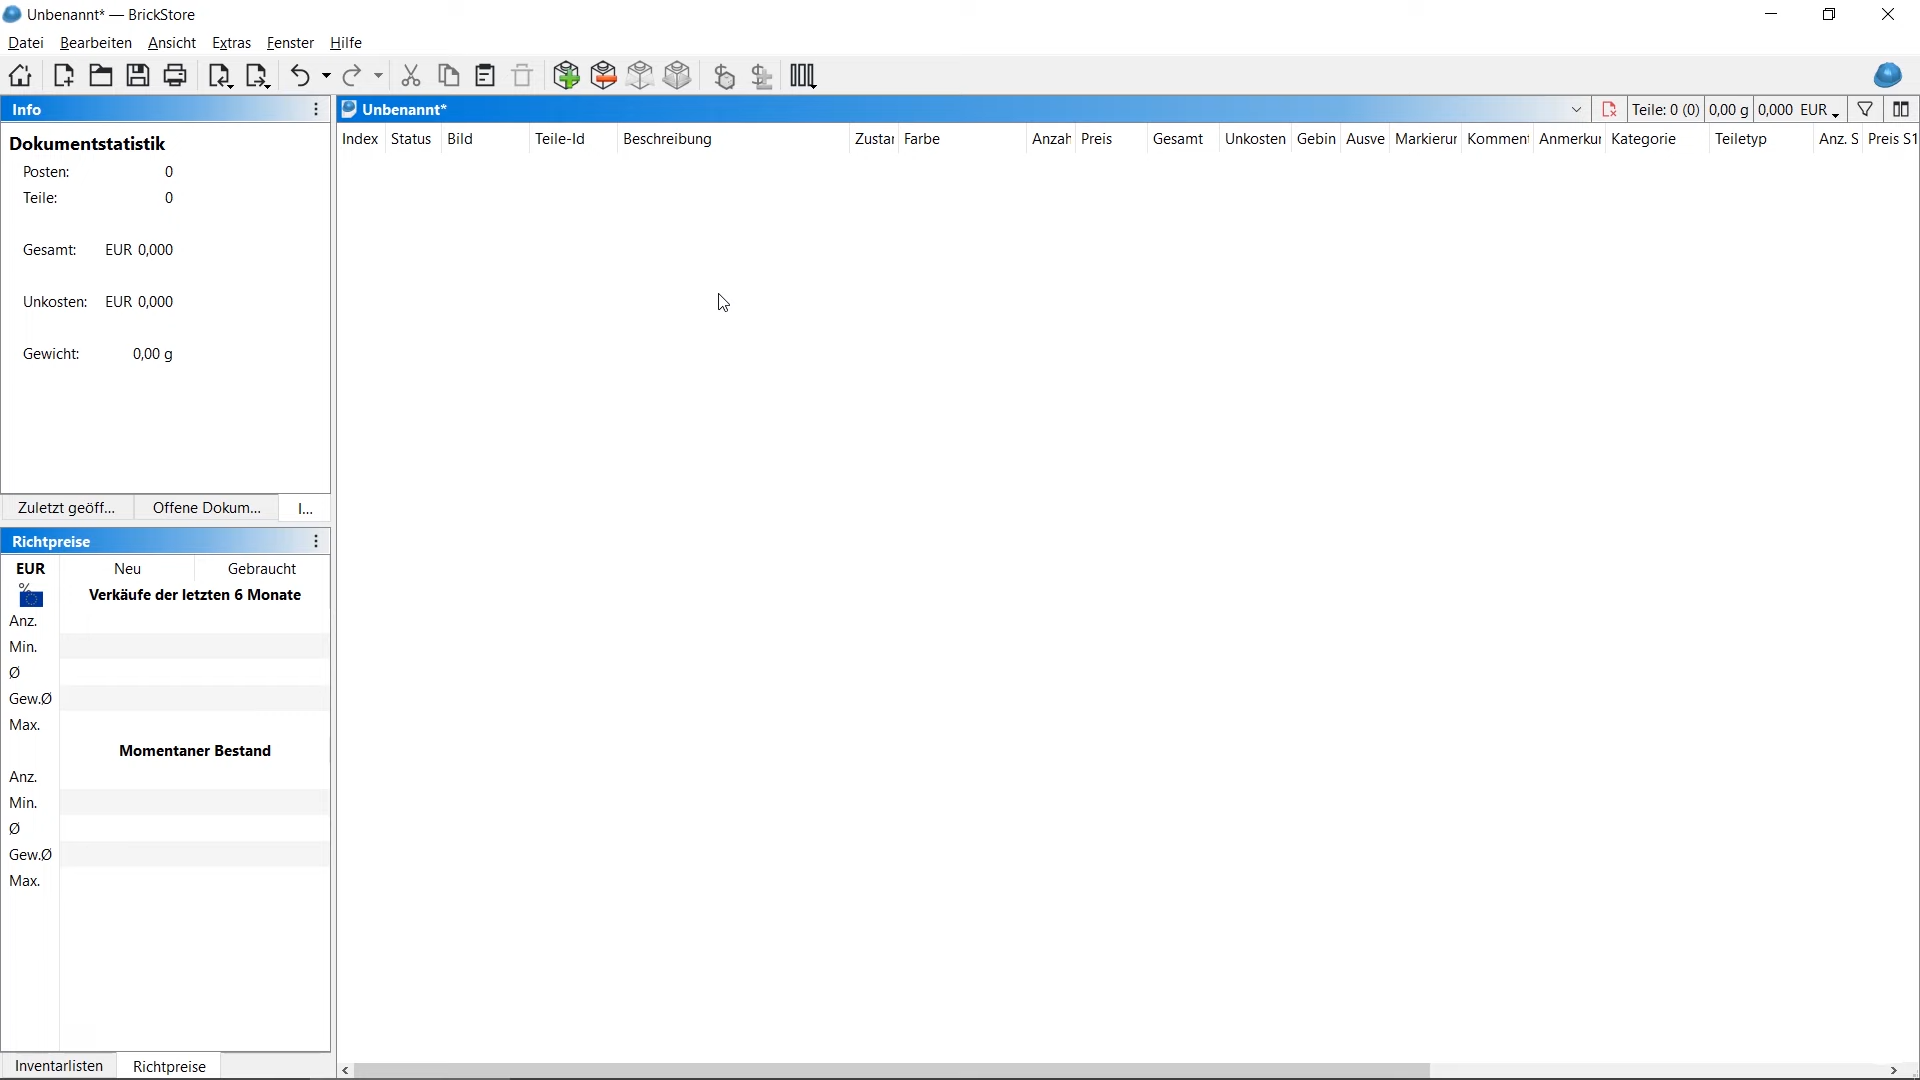 Unbenannt* — BrickStore
Datei Bearbeiten Ansicht Extras Fenster Hilfe
Info
Dokumentstatistik
Posten: 0
Teile: 0
Gesamt: EUR 0,000
Unkosten: EUR 0,000
Gewicht: 0,00 g
Zuletzt geöff... Offene Dokum... I...
Richtpreise
EUR Neu Gebraucht
% Verkäufe der letzten 6 Monate
Anz.
Min.
Ø
Gew.Ø
Max.
Momentaner Bestand
Anz.
Min.
Ø
Gew.Ø
Max.
Inventarlisten Richtpreise
Unbenannt* Teile: 0 (0) 0,00 g 0,000 EUR
Index Status Bild Teile-Id Beschreibung Zustar Farbe Anzah Preis Gesamt Unkosten Gebin Ausve Markierur Komment Anmerkur Kategorie Teiletyp Anz. S Preis S1